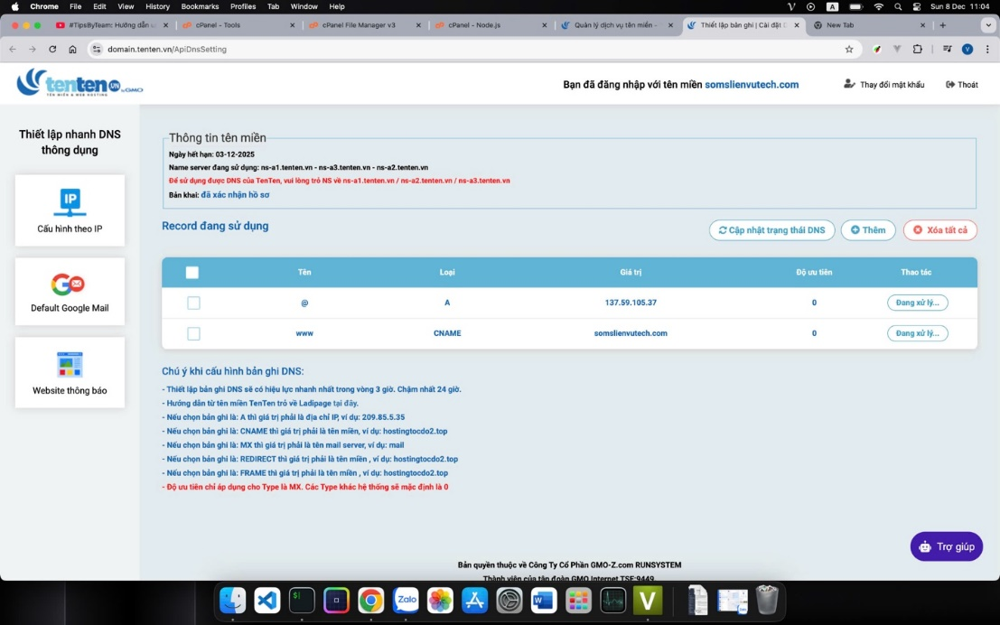 Chrome File Edit View History Bookmarks Profiles Tab Window Help A Sun 8 Dec 11:04
#TipsByTeam: Hướng dẫn cPanel - Tools cPanel File Manager v3 cPanel - Node.js Quản lý dịch vụ tên miền - Thiết lập bản ghi | Cài đặt New Tab
domain.tenten.vn/ApiDnsSetting
tenten.vn GMO
TÊN MIỀN & WEB HOSTING
Bạn đã đăng nhập với tên miền somslienvutech.com
Thay đổi mật khẩu
Thoát
Thiết lập nhanh DNS
thông dụng
IP
Cấu hình theo IP
Default Google Mail
Website thông báo
Thông tin tên miền
Ngày hết hạn: 03-12-2025
Name server đang sử dụng: ns-a1.tenten.vn - ns-a3.tenten.vn - ns-a2.tenten.vn
Để sử dụng được DNS của TenTen, vui lòng trỏ NS về ns-a1.tenten.vn / ns-a2.tenten.vn / ns-a3.tenten.vn
Bản khai: đã xác nhận hồ sơ
Record đang sử dụng
Cập nhật trạng thái DNS Thêm Xóa tất cả
Tên Loại Giá trị Độ ưu tiên Thao tác
@ A 137.59.105.37 0 Đang xử lý...
www CNAME somslienvutech.com 0 Đang xử lý...
Chú ý khi cấu hình bản ghi DNS:
- Thiết lập bản ghi DNS sẽ có hiệu lực nhanh nhất trong vòng 3 giờ. Chậm nhất 24 giờ.
- Hướng dẫn từ tên miền TenTen trỏ về Ladipage tại đây.
- Nếu chọn bản ghi là: A thì giá trị phải là địa chỉ IP, ví dụ: 209.85.5.35
- Nếu chọn bản ghi là: CNAME thì giá trị phải là tên miền, ví dụ: hostingtocdo2.top
- Nếu chọn bản ghi là: MX thì giá trị phải là tên mail server, ví dụ: mail
- Nếu chọn bản ghi là: REDIRECT thì giá trị phải là tên miền , ví dụ: hostingtocdo2.top
- Nếu chọn bản ghi là: FRAME thì giá trị phải là tên miền , ví dụ: hostingtocdo2.top
- Độ ưu tiên chỉ áp dụng cho Type là MX. Các Type khác hệ thống sẽ mặc định là 0
Trợ giúp
Bản quyền thuộc về Công Ty Cổ Phần GMO-Z.com RUNSYSTEM
Thành viên của tập đoàn GMO Internet TSE:9449
Zalo
W
V